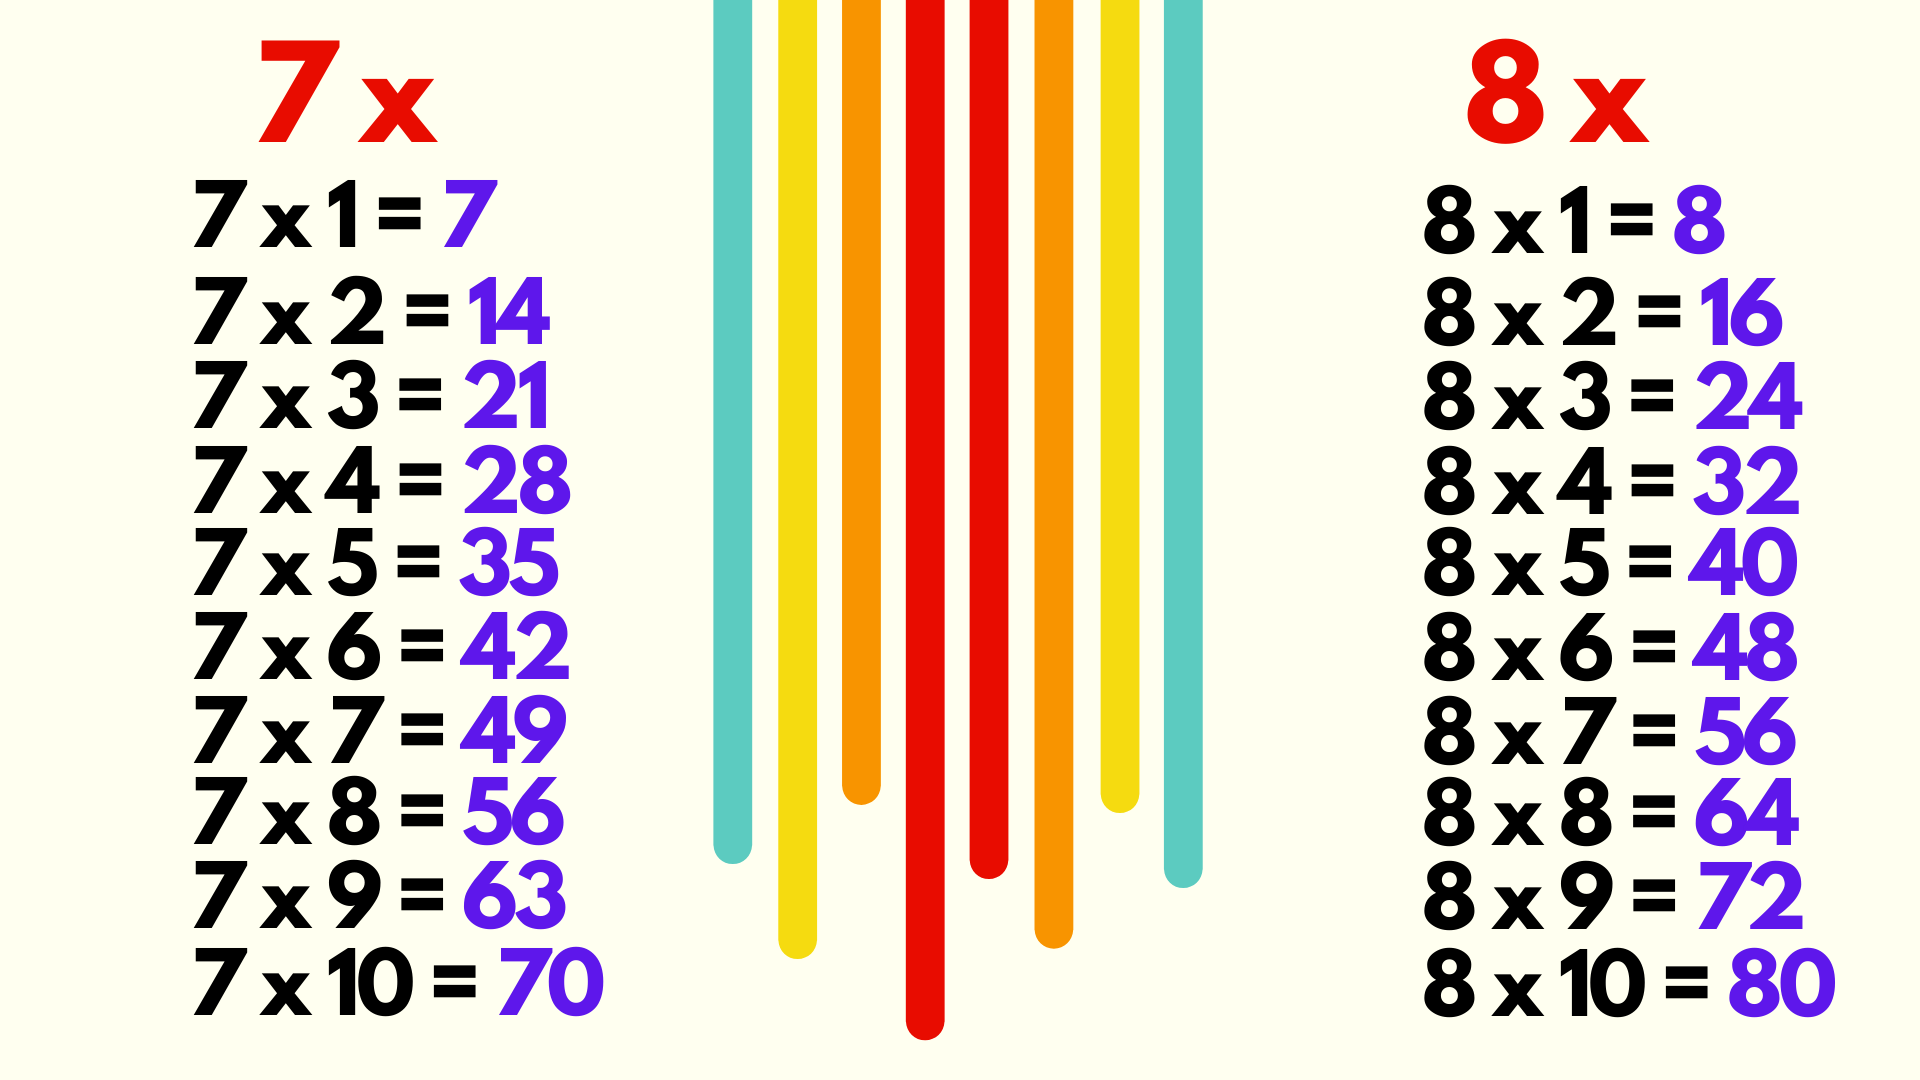 7 x
7 x 1 = 7
7 x 2 = 14
7 x 3 = 21
7 x 4 = 28
7 x 5 = 35
7 x 6 = 42
7 x 7 = 49
7 x 8 = 56
7 x 9 = 63
7 x 10 = 70
8 x
8 x 1 = 8
8 x 2 = 16
8 x 3 = 24
8 x 4 = 32
8 x 5 = 40
8 x 6 = 48
8 x 7 = 56
8 x 8 = 64
8 x 9 = 72
8 x 10 = 80